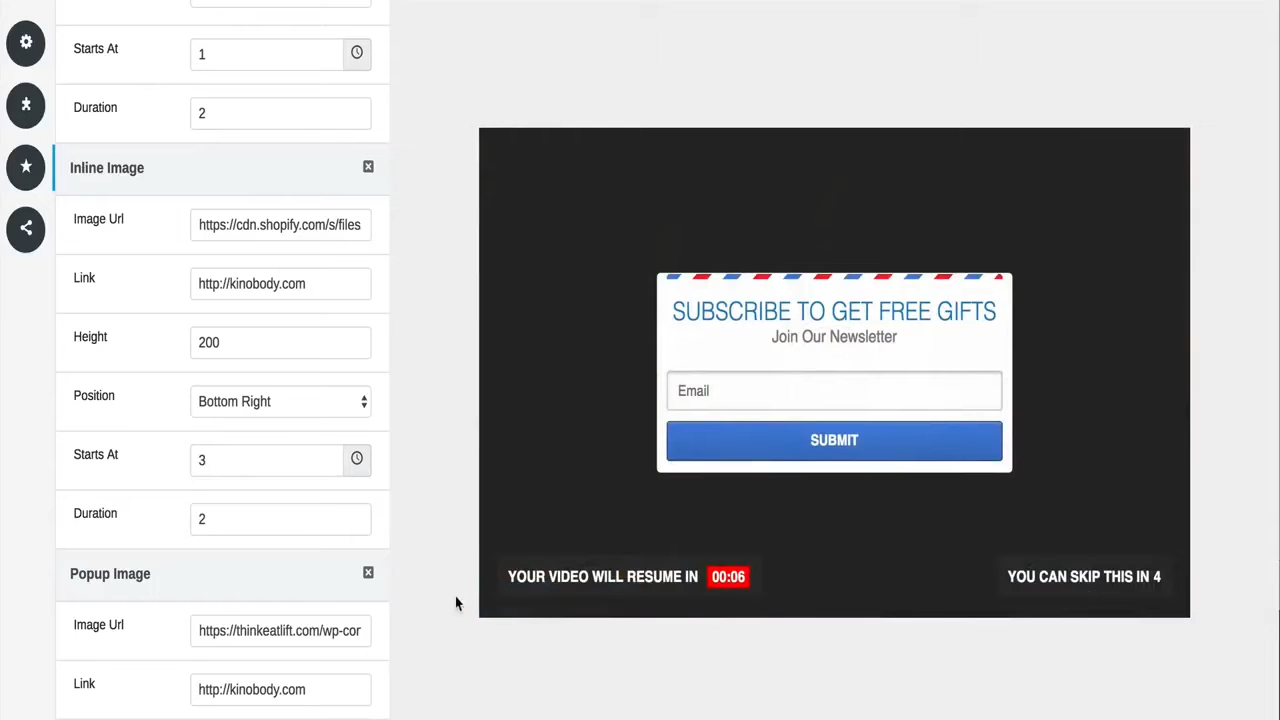 Starts At
1
Duration
2
Inline Image
Image Url
https://cdn.shopify.com/s/files
Link
http://kinobody.com
Height
200
Position
Bottom Right
Starts At
3
Duration
2
Popup Image
Image Url
https://thinkeatlift.com/wp-cor
Link
http://kinobody.com
SUBSCRIBE TO GET FREE GIFTS
Join Our Newsletter
Email
SUBMIT
YOUR VIDEO WILL RESUME IN 00:06
YOU CAN SKIP THIS IN 4